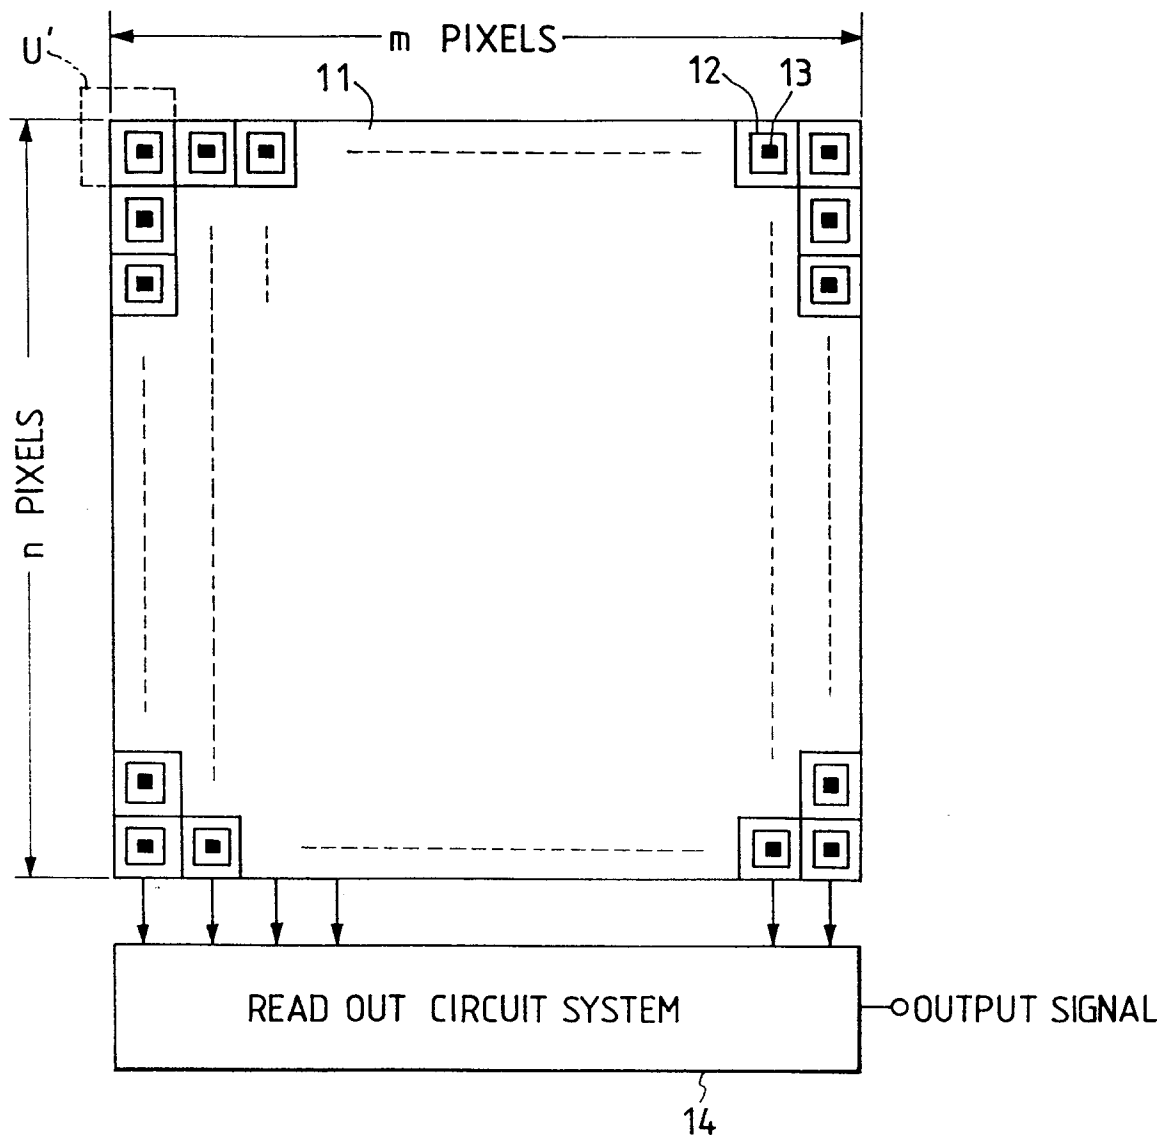 m PIXELS
U'
11
12
13
n PIXELS
READ OUT CIRCUIT SYSTEM
OUTPUT SIGNAL
14